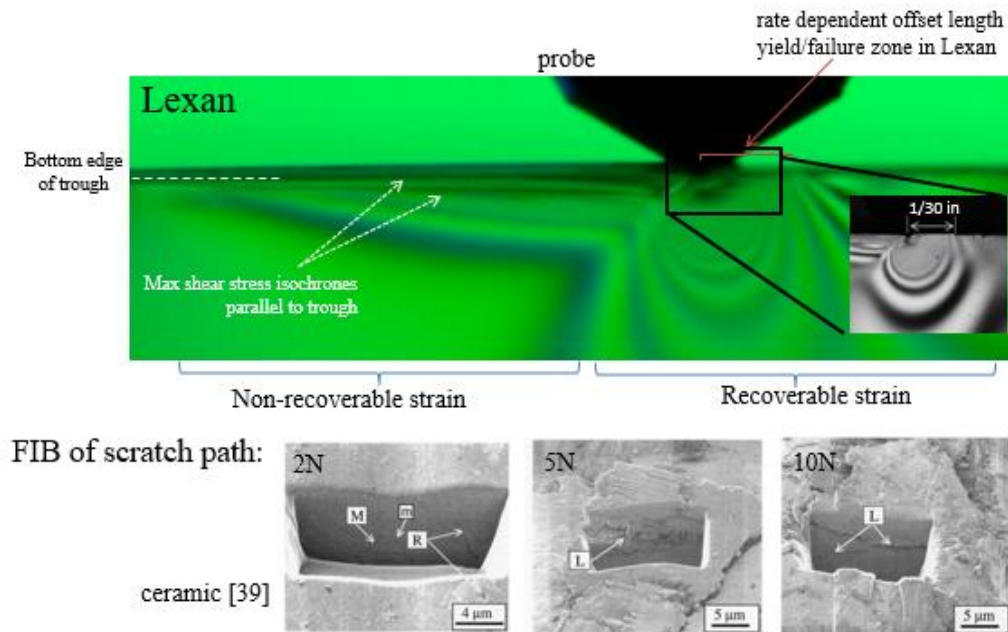 rate dependent offset length
yield/failure zone in Lexan
probe
Lexan
Bottom edge
of trough
1/30 in
Max shear stress isochrones
parallel to trough
Non-recoverable strain
Recoverable strain
FIB of scratch path:
2N
5N
10N
M
m
R
L
L
ceramic [39]
4 μm
5 μm
5 μm